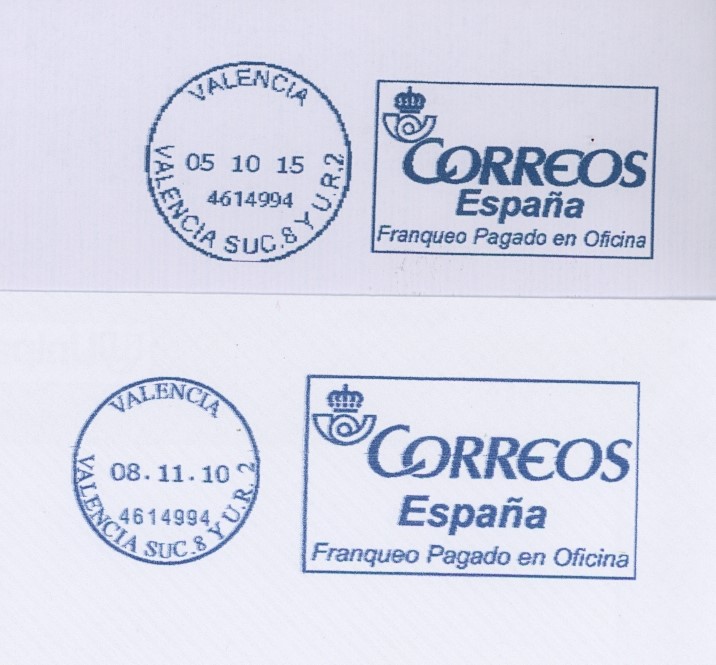 VALENCIA
05 10 15
4614994
VALENCIA SUC.8 Y U.R.2
CORREOS
España
Franqueo Pagado en Oficina
VALENCIA
08.11.10
4614994
VALENCIA SUC.8 Y U.R. 2
CORREOS
España
Franqueo Pagado en Oficina